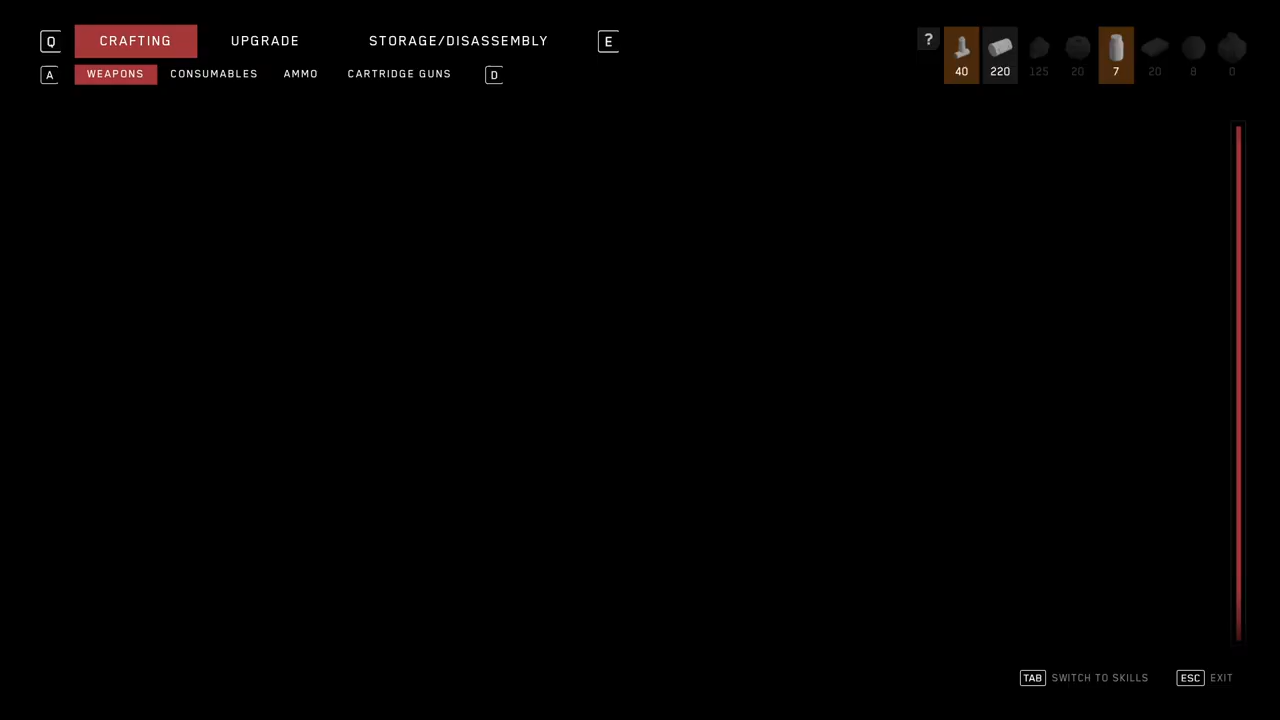 Q CRAFTING UPGRADE STORAGE/DISASSEMBLY E
A WEAPONS CONSUMABLES AMMO CARTRIDGE GUNS D
? 40 220 125 20 7 20 8 0
TAB SWITCH TO SKILLS ESC EXIT